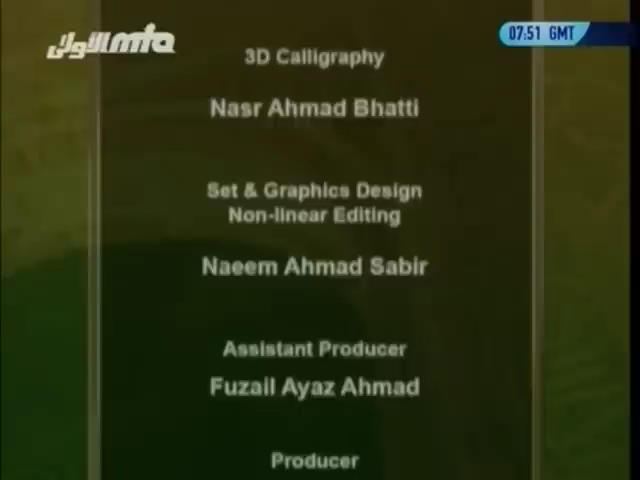 الاولى mta
07:51 GMT
3D Calligraphy
Nasr Ahmad Bhatti
Set & Graphics Design
Non-linear Editing
Naeem Ahmad Sabir
Assistant Producer
Fuzail Ayaz Ahmad
Producer